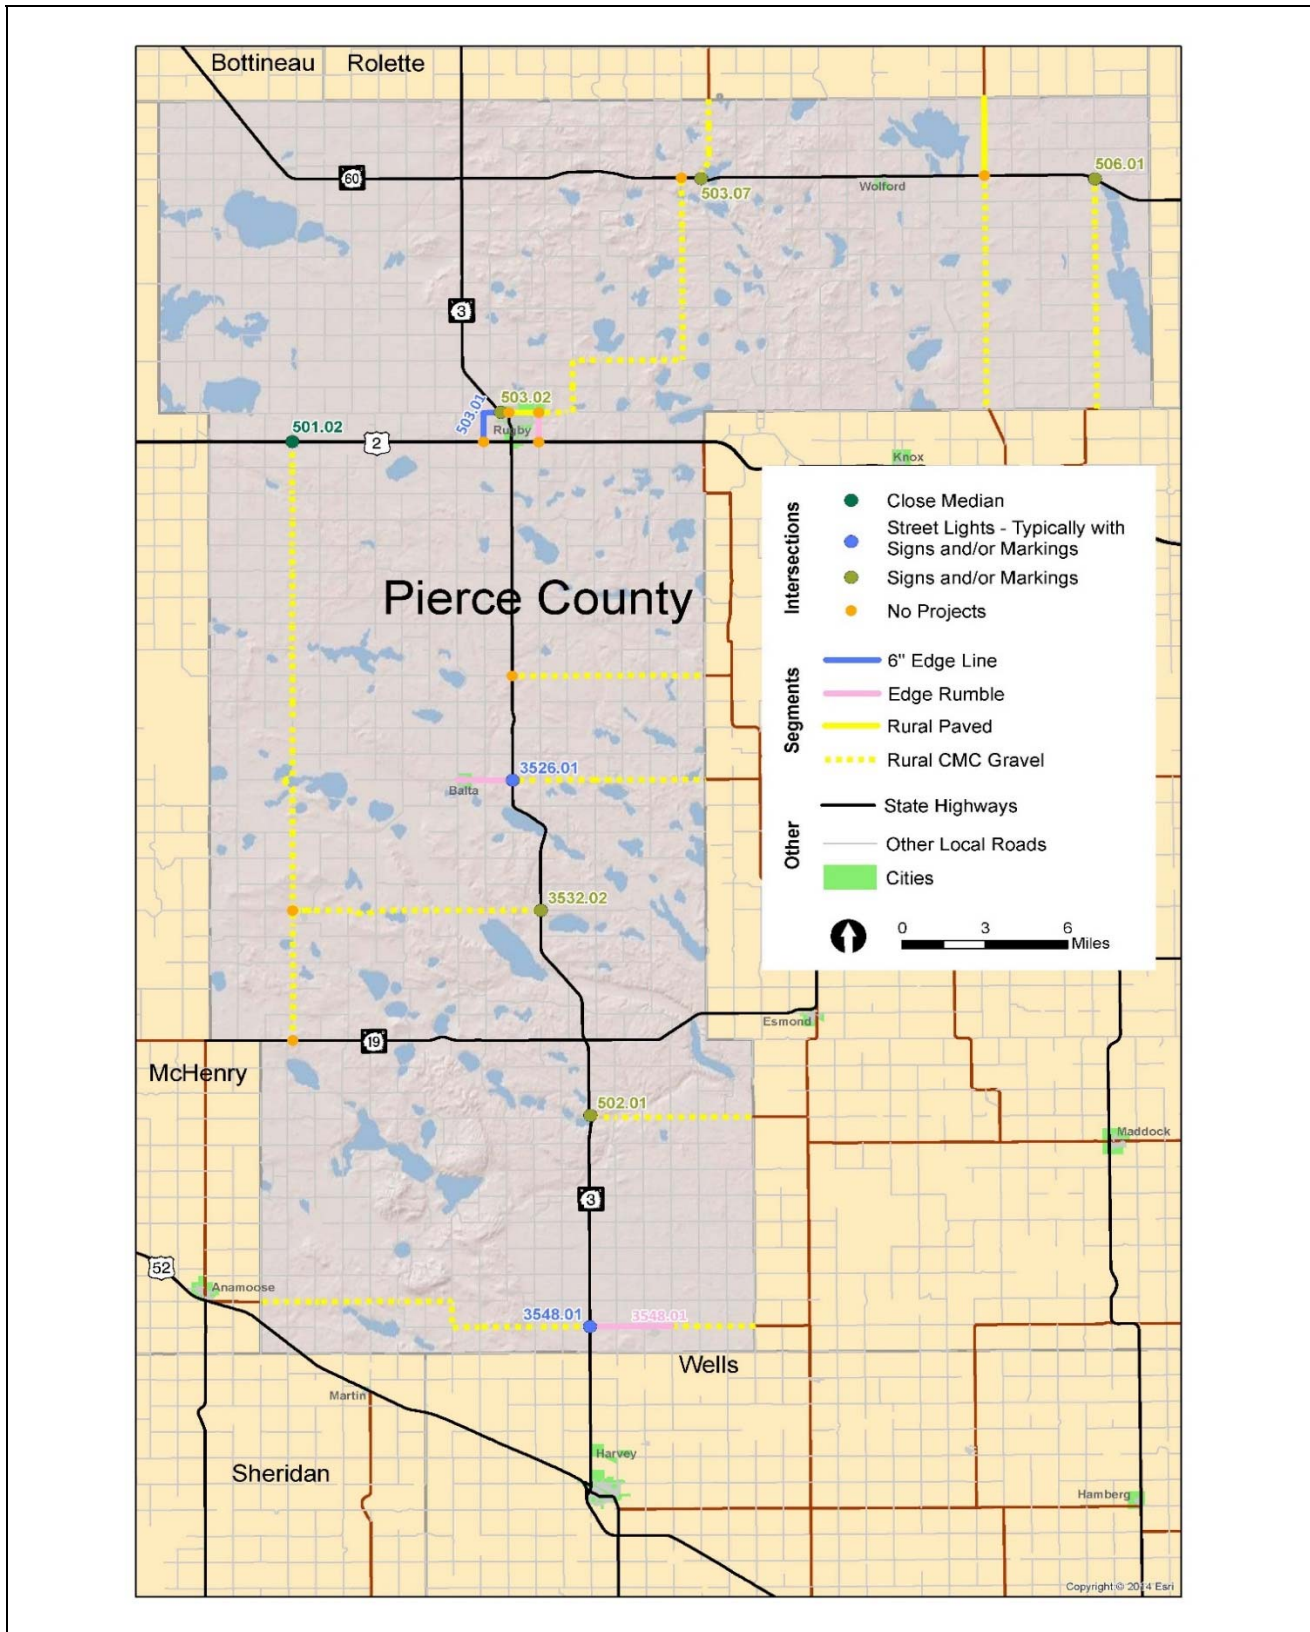 Bottineau Rolette
60
503.07
Wolford
506.01
3
503.01
503.02
Rugby
501.02
2
Knox
Pierce County
Intersections
Close Median
Street Lights - Typically with
Signs and/or Markings
Signs and/or Markings
No Projects
Segments
6" Edge Line
Edge Rumble
Rural Paved
Rural CMC Gravel
Other
State Highways
Other Local Roads
Cities
0 3 6
Miles
3526.01
Balta
3532.02
Esmond
19
McHenry
502.01
Maddock
3
52
Anamoose
3548.01
3548.01
Wells
Martin
Harvey
Sheridan
Hamberg
Copyright:© 2014 Esri